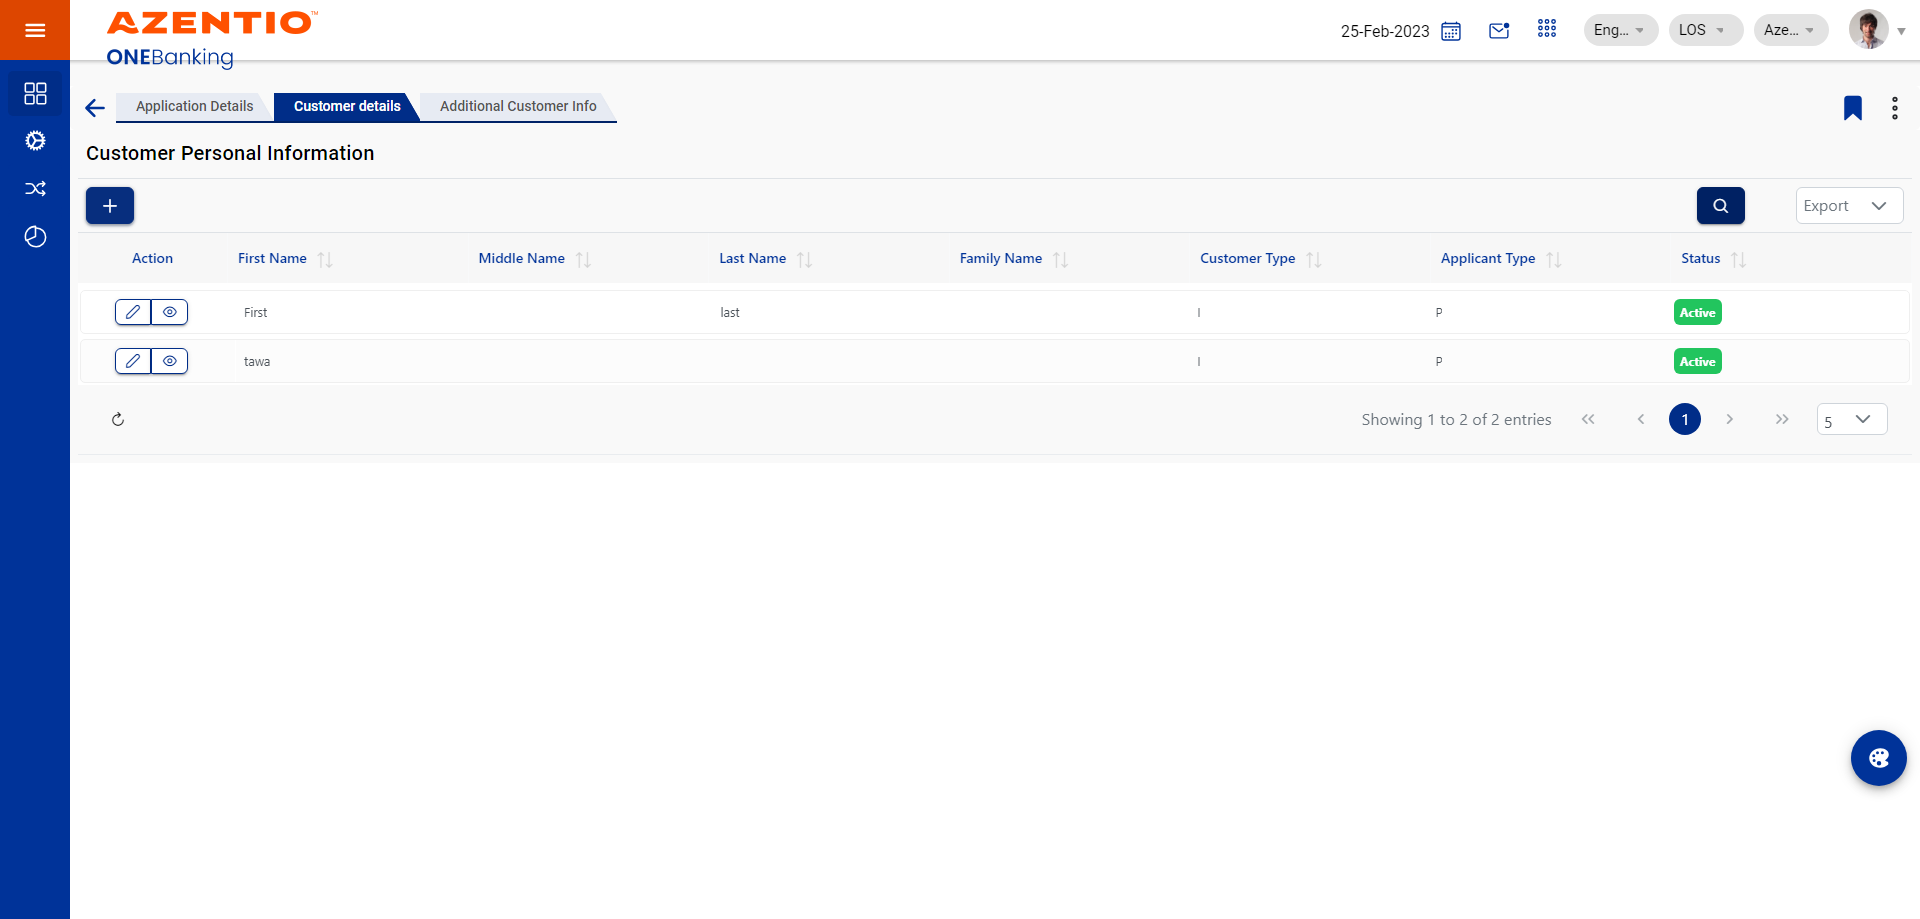 AZENTIO™
ONEBanking
25-Feb-2023
Eng...
LOS
Aze...
Application Details
Customer details
Additional Customer Info
Customer Personal Information
Export
Action
First Name
Middle Name
Last Name
Family Name
Customer Type
Applicant Type
Status
First
last
I
P
Active
tawa
I
P
Active
Showing 1 to 2 of 2 entries
1
5